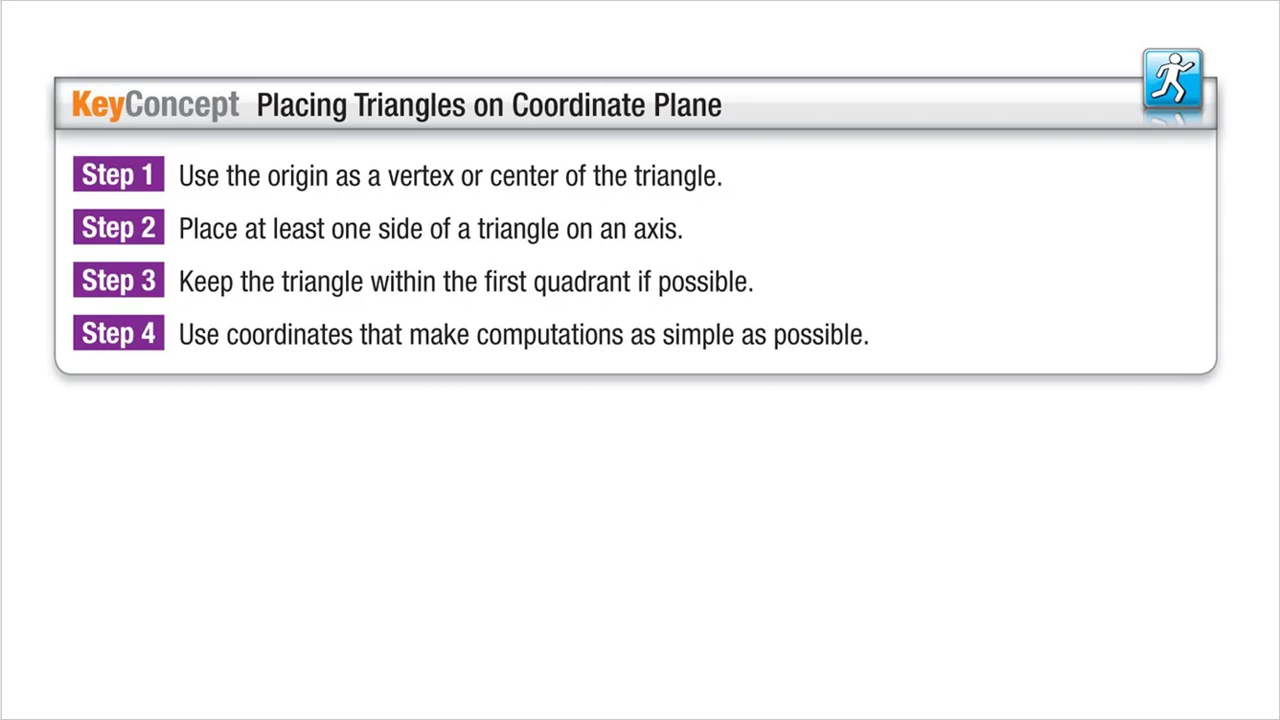 KeyConcept Placing Triangles on Coordinate Plane
Step 1 Use the origin as a vertex or center of the triangle.
Step 2 Place at least one side of a triangle on an axis.
Step 3 Keep the triangle within the first quadrant if possible.
Step 4 Use coordinates that make computations as simple as possible.